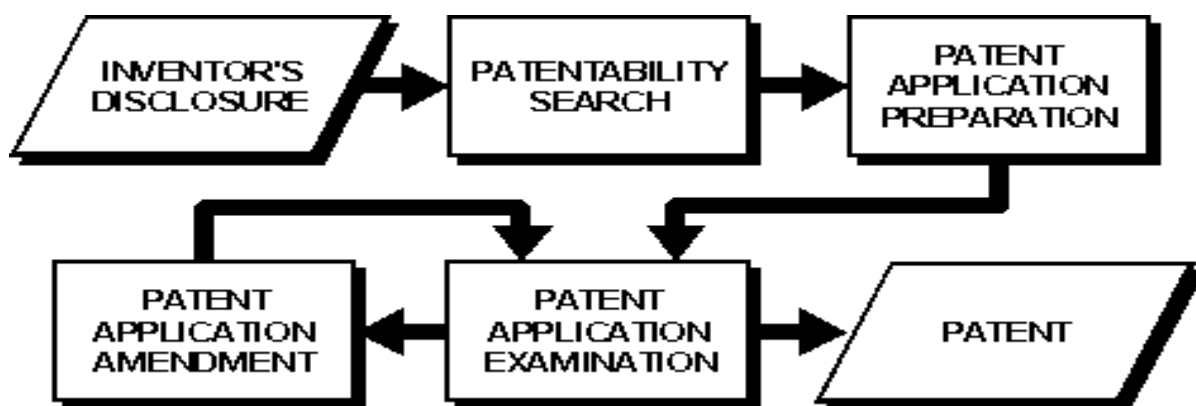 INVENTOR'S
DISCLOSURE
PATENTABILITY
SEARCH
PATENT
APPLICATION
PREPARATION
PATENT
APPLICATION
AMENDMENT
PATENT
APPLICATION
EXAMINATION
PATENT